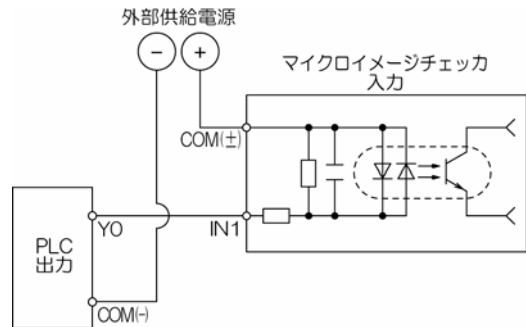 外部供給電源
− +
マイクロイメージチェッカ
入力
COM(±)
Y0
IN1
PLC
出力
COM(-)